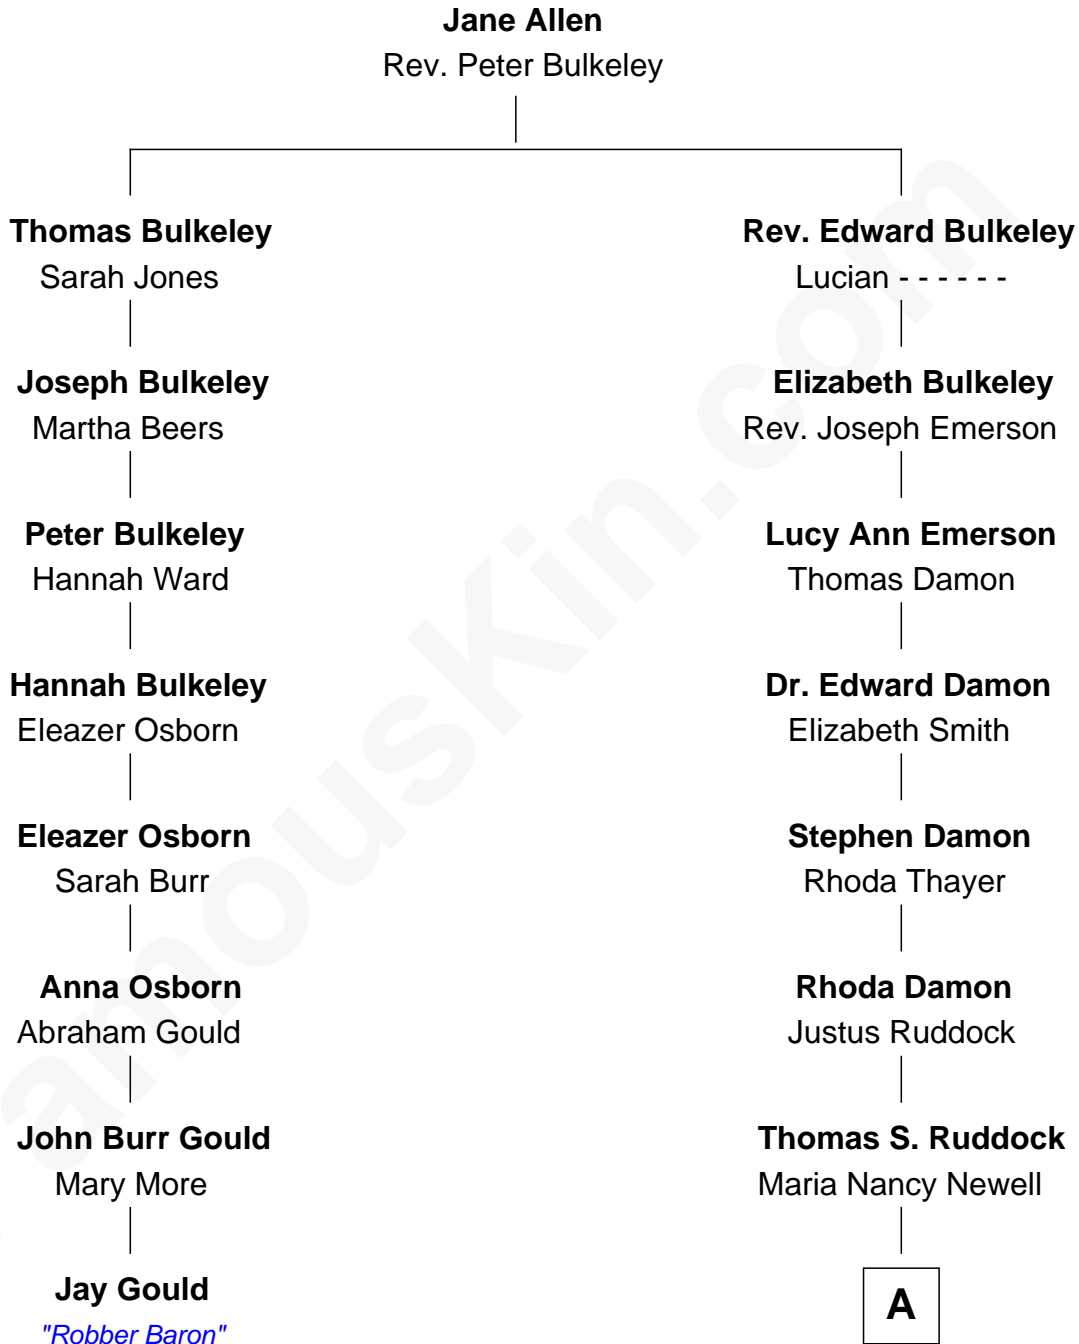 Jane Allen
Rev. Peter Bulkeley
Thomas Bulkeley
Sarah Jones
Joseph Bulkeley
Martha Beers
Peter Bulkeley
Hannah Ward
Hannah Bulkeley
Eleazer Osborn
Eleazer Osborn
Sarah Burr
Anna Osborn
Abraham Gould
John Burr Gould
Mary More
Jay Gould
"Robber Baron"
Rev. Edward Bulkeley
Lucian - - - - - -
Elizabeth Bulkeley
Rev. Joseph Emerson
Lucy Ann Emerson
Thomas Damon
Dr. Edward Damon
Elizabeth Smith
Stephen Damon
Rhoda Thayer
Rhoda Damon
Justus Ruddock
Thomas S. Ruddock
Maria Nancy Newell
A
amouskin.com